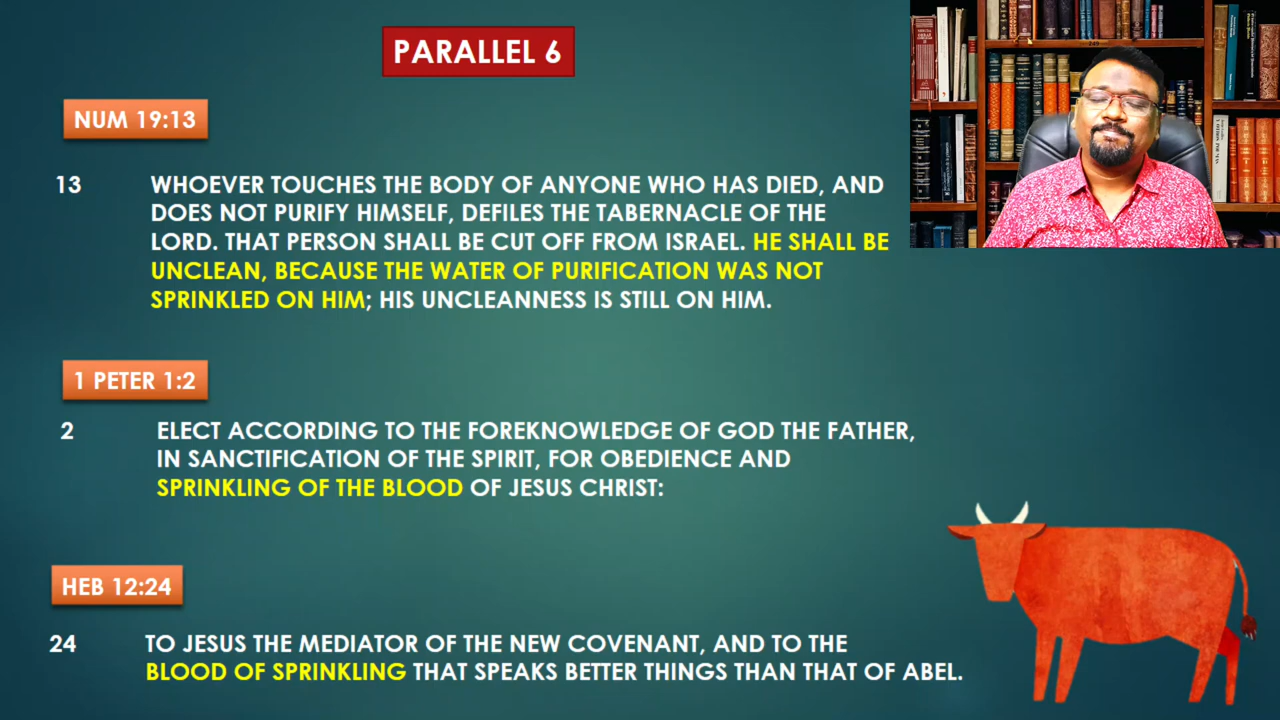 PARALLEL 6
NUM 19:13
13 WHOEVER TOUCHES THE BODY OF ANYONE WHO HAS DIED, AND
DOES NOT PURIFY HIMSELF, DEFILES THE TABERNACLE OF THE
LORD. THAT PERSON SHALL BE CUT OFF FROM ISRAEL. HE SHALL BE
UNCLEAN, BECAUSE THE WATER OF PURIFICATION WAS NOT
SPRINKLED ON HIM; HIS UNCLEANNESS IS STILL ON HIM.
1 PETER 1:2
2 ELECT ACCORDING TO THE FOREKNOWLEDGE OF GOD THE FATHER,
IN SANCTIFICATION OF THE SPIRIT, FOR OBEDIENCE AND
SPRINKLING OF THE BLOOD OF JESUS CHRIST:
HEB 12:24
24 TO JESUS THE MEDIATOR OF THE NEW COVENANT, AND TO THE
BLOOD OF SPRINKLING THAT SPEAKS BETTER THINGS THAN THAT OF ABEL.